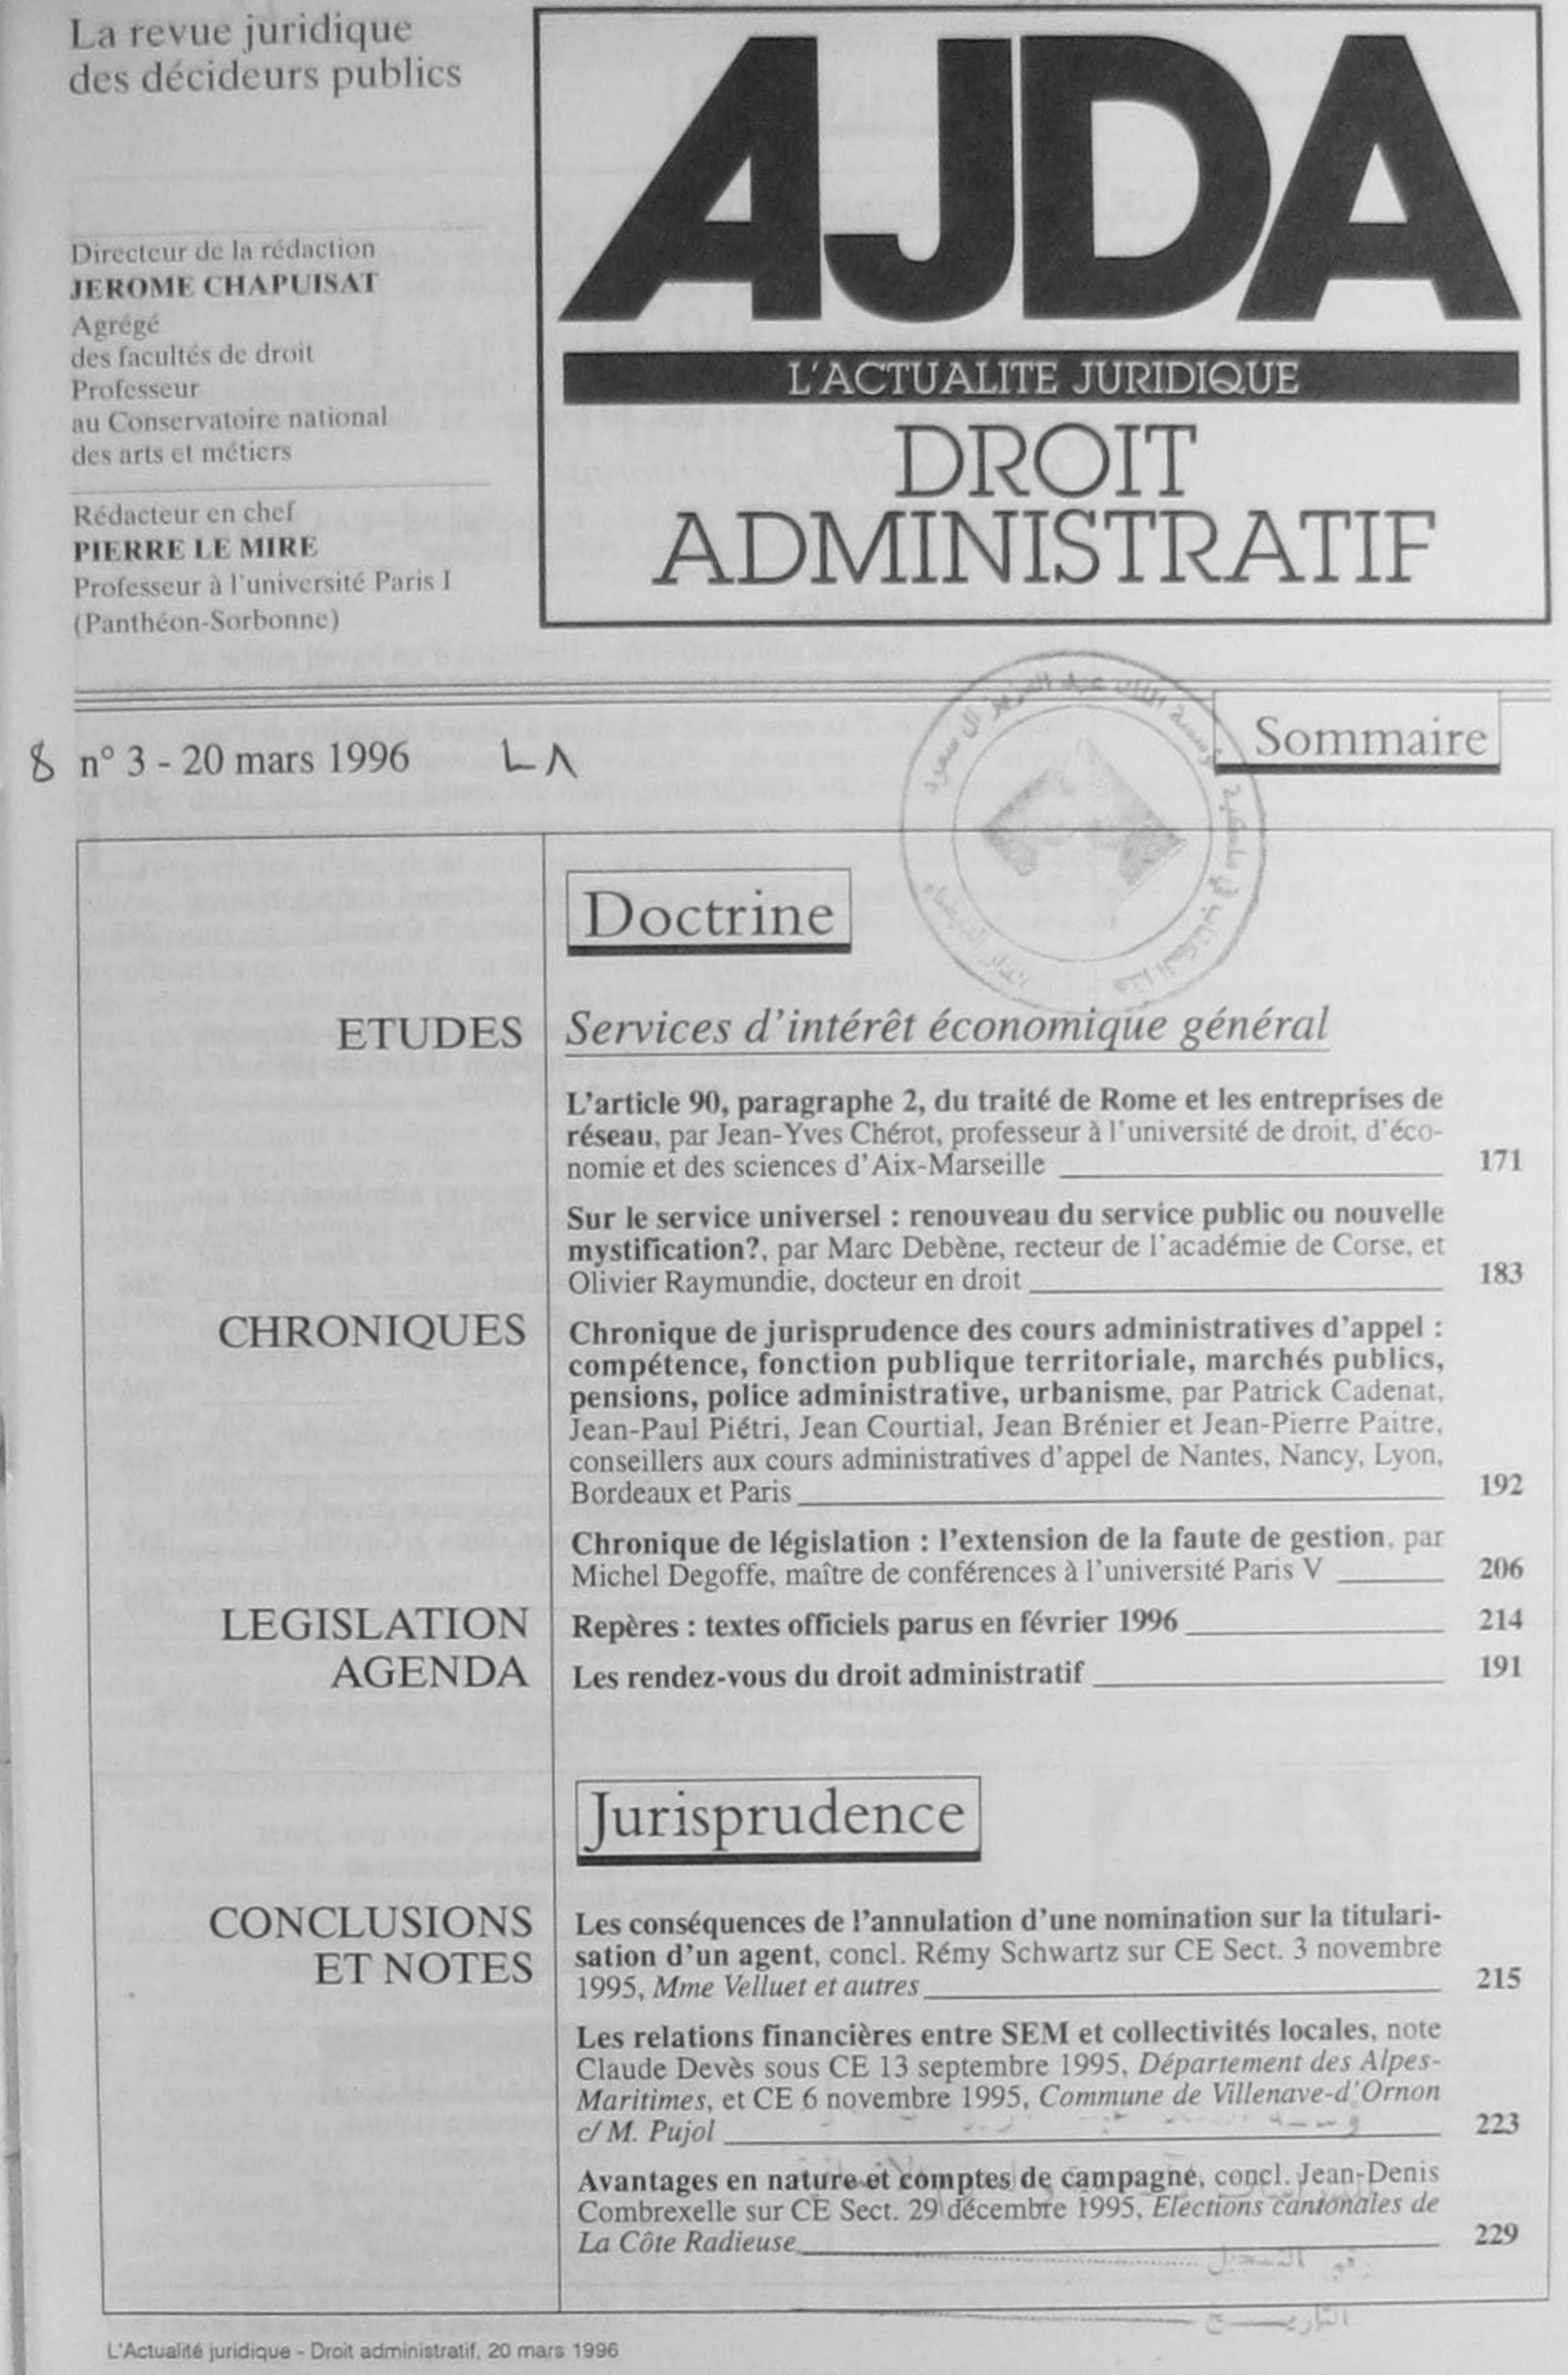 La revue juridique
des décideurs publics
AJDA
L'ACTUALITE JURIDIQUE
DROIT
ADMINISTRATIF
Directeur de la rédaction
JEROME CHAPUISAT
Agrégé
des facultés de droit
Professeur
au Conservatoire national
des arts et métiers
Rédacteur en chef
PIERRE LE MIRE
Professeur à l'université Paris I
(Panthéon-Sorbonne)
8 n° 3 - 20 mars 1996
Sommaire
Doctrine
ETUDES
Services d'intérêt économique général
L'article 90, paragraphe 2, du traité de Rome et les entreprises de
réseau, par Jean-Yves Chérot, professeur à l'université de droit, d'éco-
nomie et des sciences d'Aix-Marseille 171
Sur le service universel : renouveau du service public ou nouvelle
mystification?, par Marc Debène, recteur de l'académie de Corse, et
Olivier Raymundie, docteur en droit 183
CHRONIQUES
Chronique de jurisprudence des cours administratives d'appel :
compétence, fonction publique territoriale, marchés publics,
pensions, police administrative, urbanisme, par Patrick Cadenat,
Jean-Paul Piétri, Jean Courtial, Jean Brénier et Jean-Pierre Paitre,
conseillers aux cours administratives d'appel de Nantes, Nancy, Lyon,
Bordeaux et Paris 192
Chronique de législation : l'extension de la faute de gestion, par
Michel Degoffe, maître de conférences à l'université Paris V 206
LEGISLATION
Repères : textes officiels parus en février 1996 214
AGENDA
Les rendez-vous du droit administratif 191
Jurisprudence
CONCLUSIONS
ET NOTES
Les conséquences de l'annulation d'une nomination sur la titulari-
sation d'un agent, concl. Rémy Schwartz sur CE Sect. 3 novembre
1995, Mme Velluet et autres 215
Les relations financières entre SEM et collectivités locales, note
Claude Devès sous CE 13 septembre 1995, Département des Alpes-
Maritimes, et CE 6 novembre 1995, Commune de Villenave-d'Ornon
c/ M. Pujol 223
Avantages en nature et comptes de campagne, concl. Jean-Denis
Combrexelle sur CE Sect. 29 décembre 1995, Elections cantonales de
La Côte Radieuse 229
L'Actualité juridique - Droit administratif, 20 mars 1996